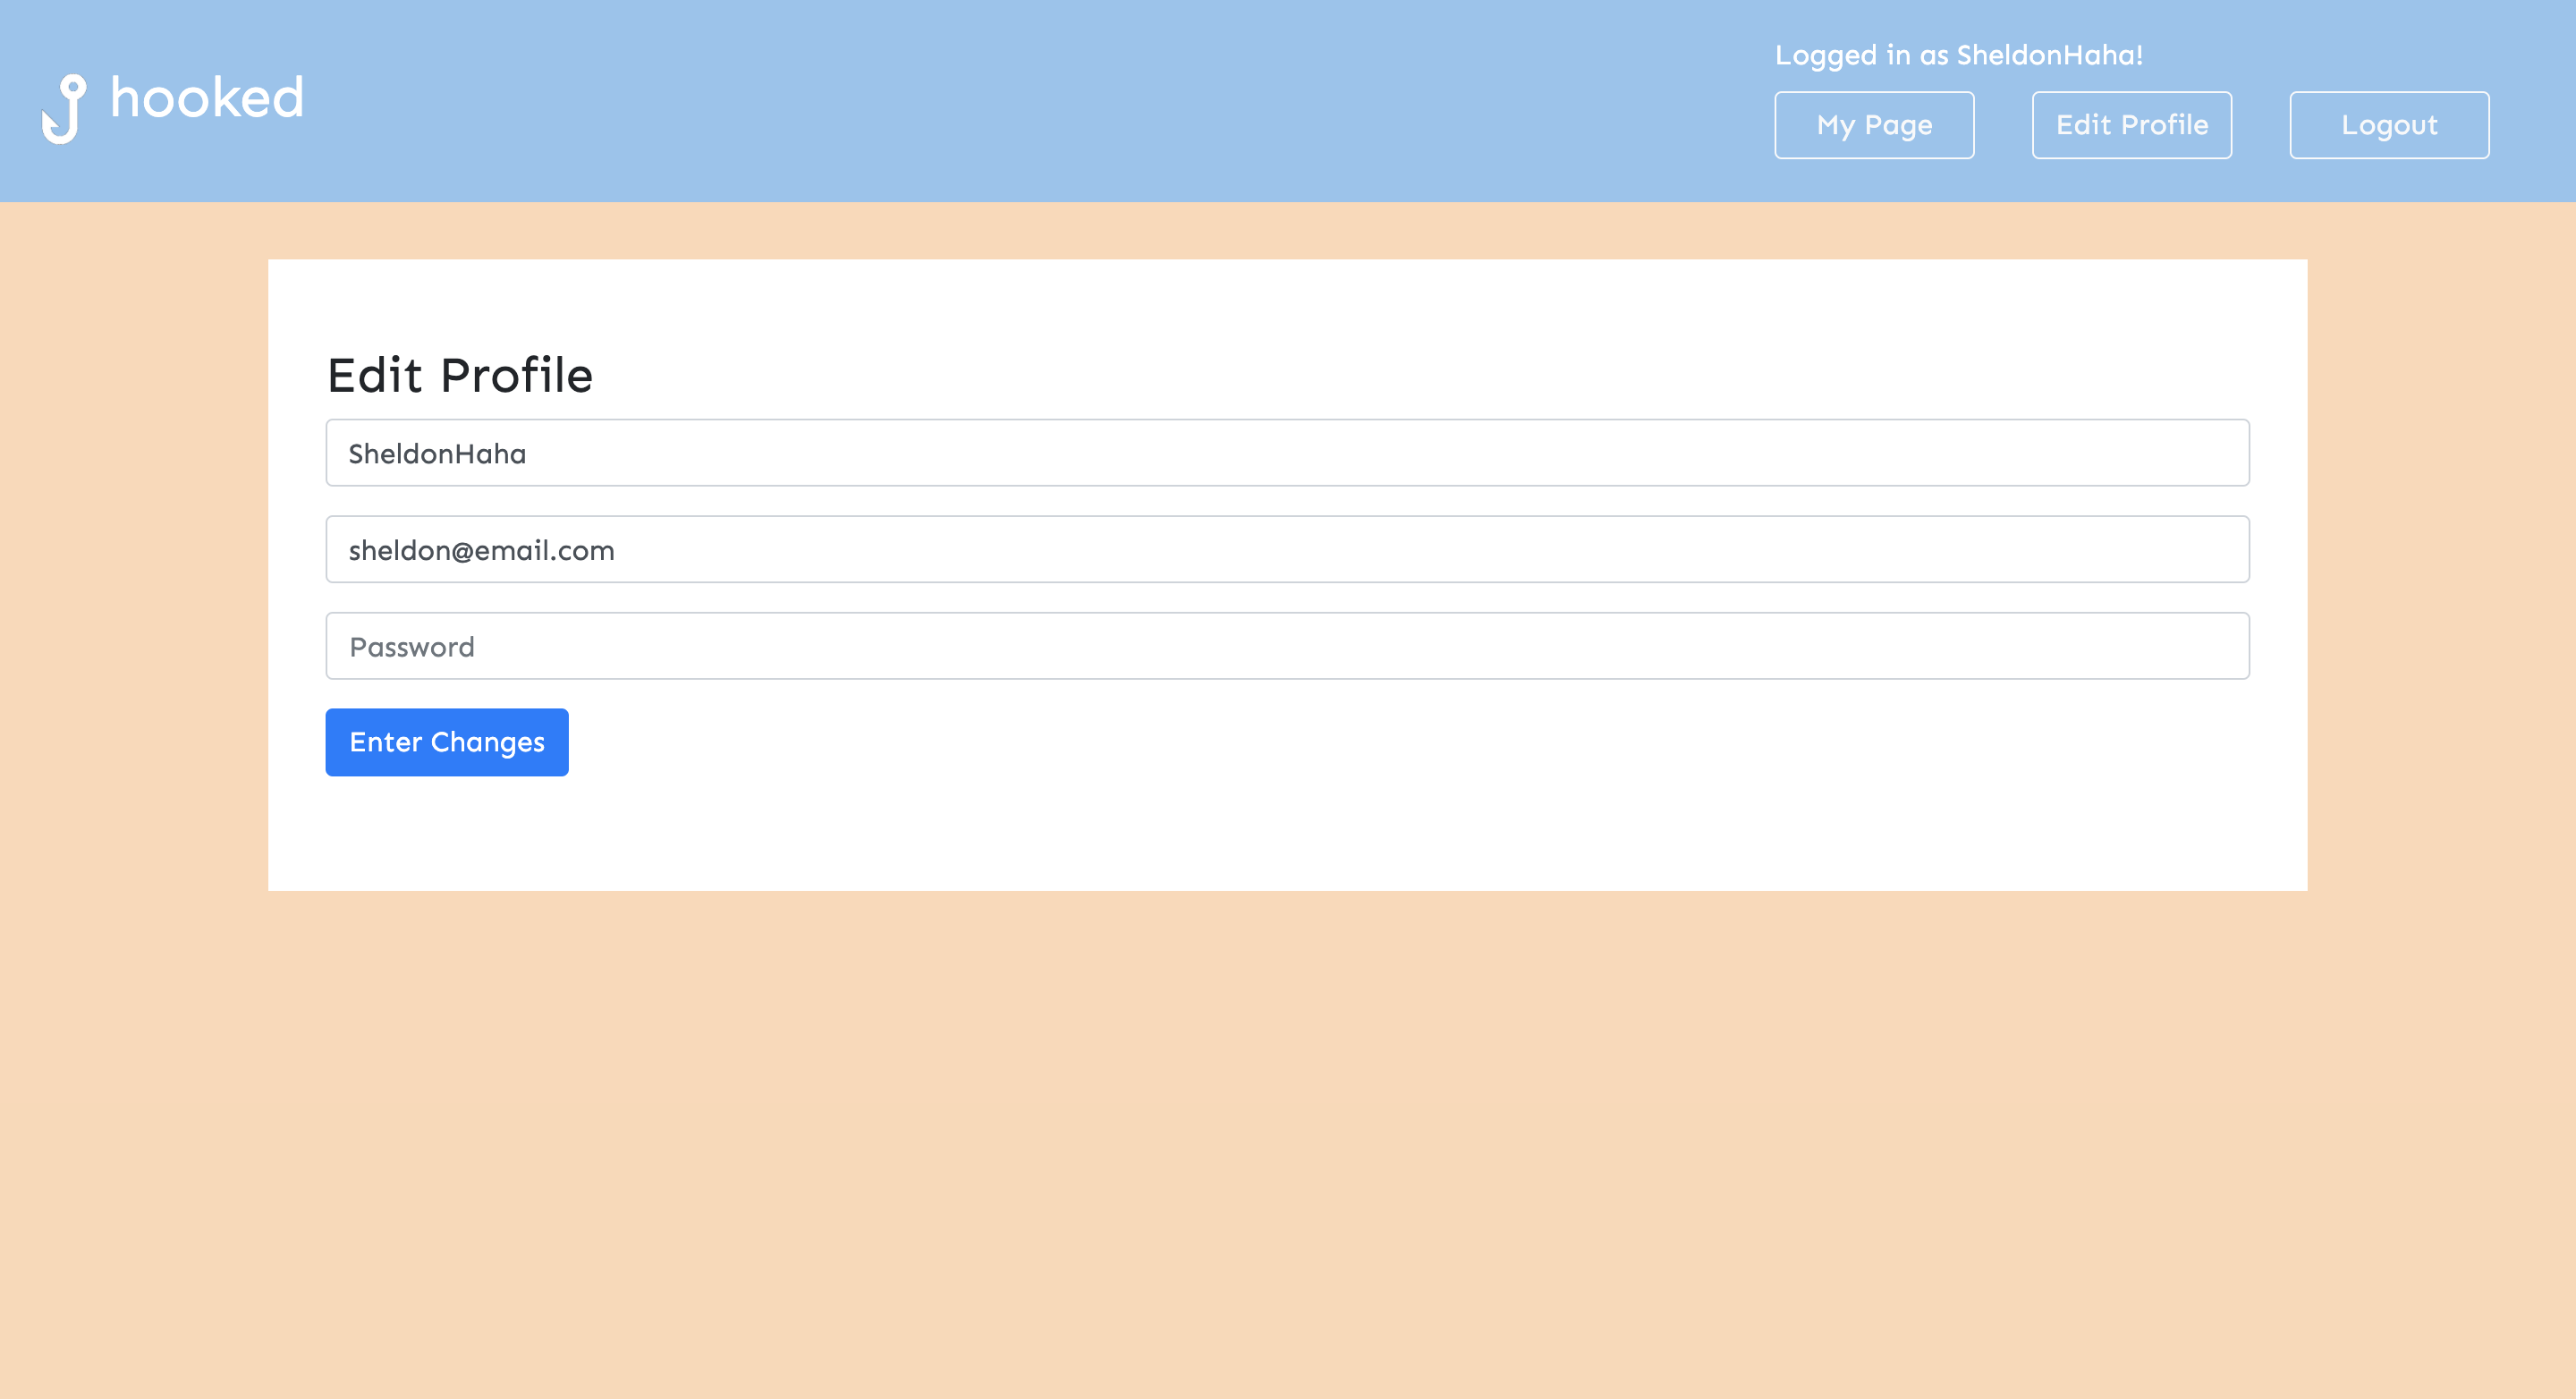 hooked
Logged in as SheldonHaha!
My Page
Edit Profile
Logout
Edit Profile
SheldonHaha
sheldon@email.com
Password
Enter Changes